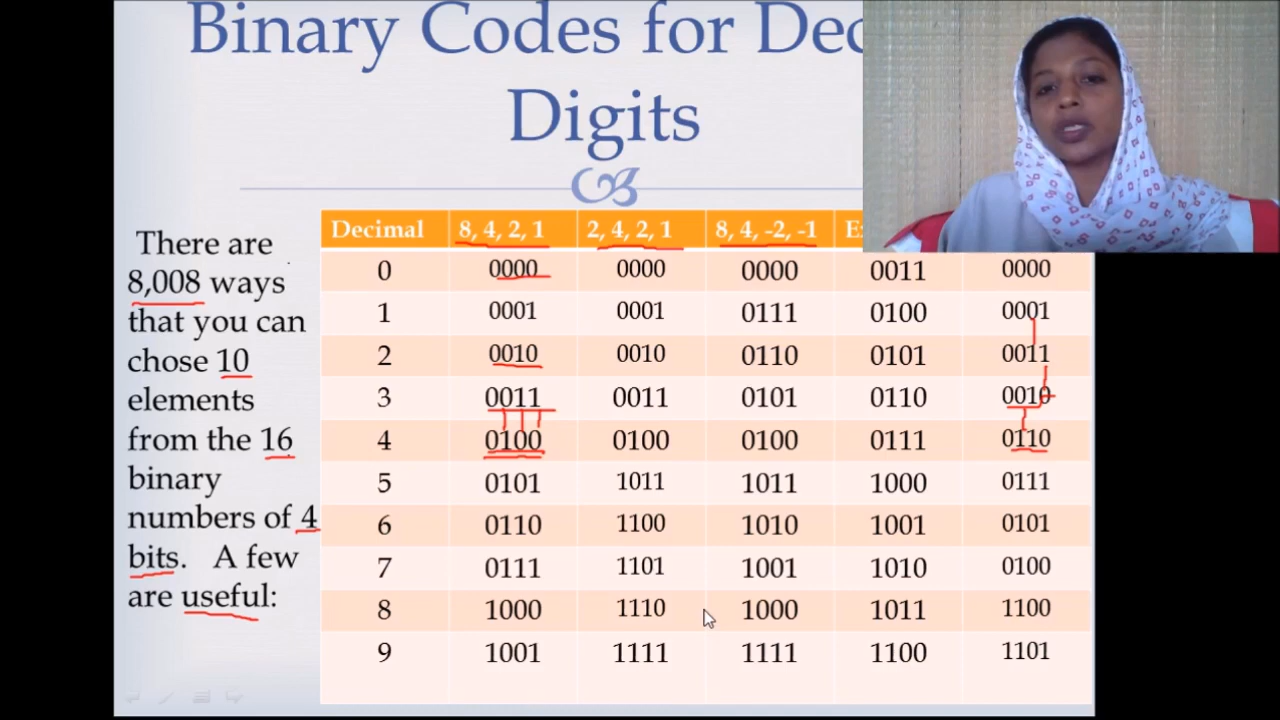 Binary Codes for Dec
Digits
There are
8,008 ways
that you can
chose 10
elements
from the 16
binary
numbers of 4
bits. A few
are useful:
Decimal 8, 4, 2, 1 2, 4, 2, 1 8, 4, -2, -1 E
0 0000 0000 0000 0011 0000
1 0001 0001 0111 0100 0001
2 0010 0010 0110 0101 0011
3 0011 0011 0101 0110 0010
4 0100 0100 0100 0111 0110
5 0101 1011 1011 1000 0111
6 0110 1100 1010 1001 0101
7 0111 1101 1001 1010 0100
8 1000 1110 1000 1011 1100
9 1001 1111 1111 1100 1101